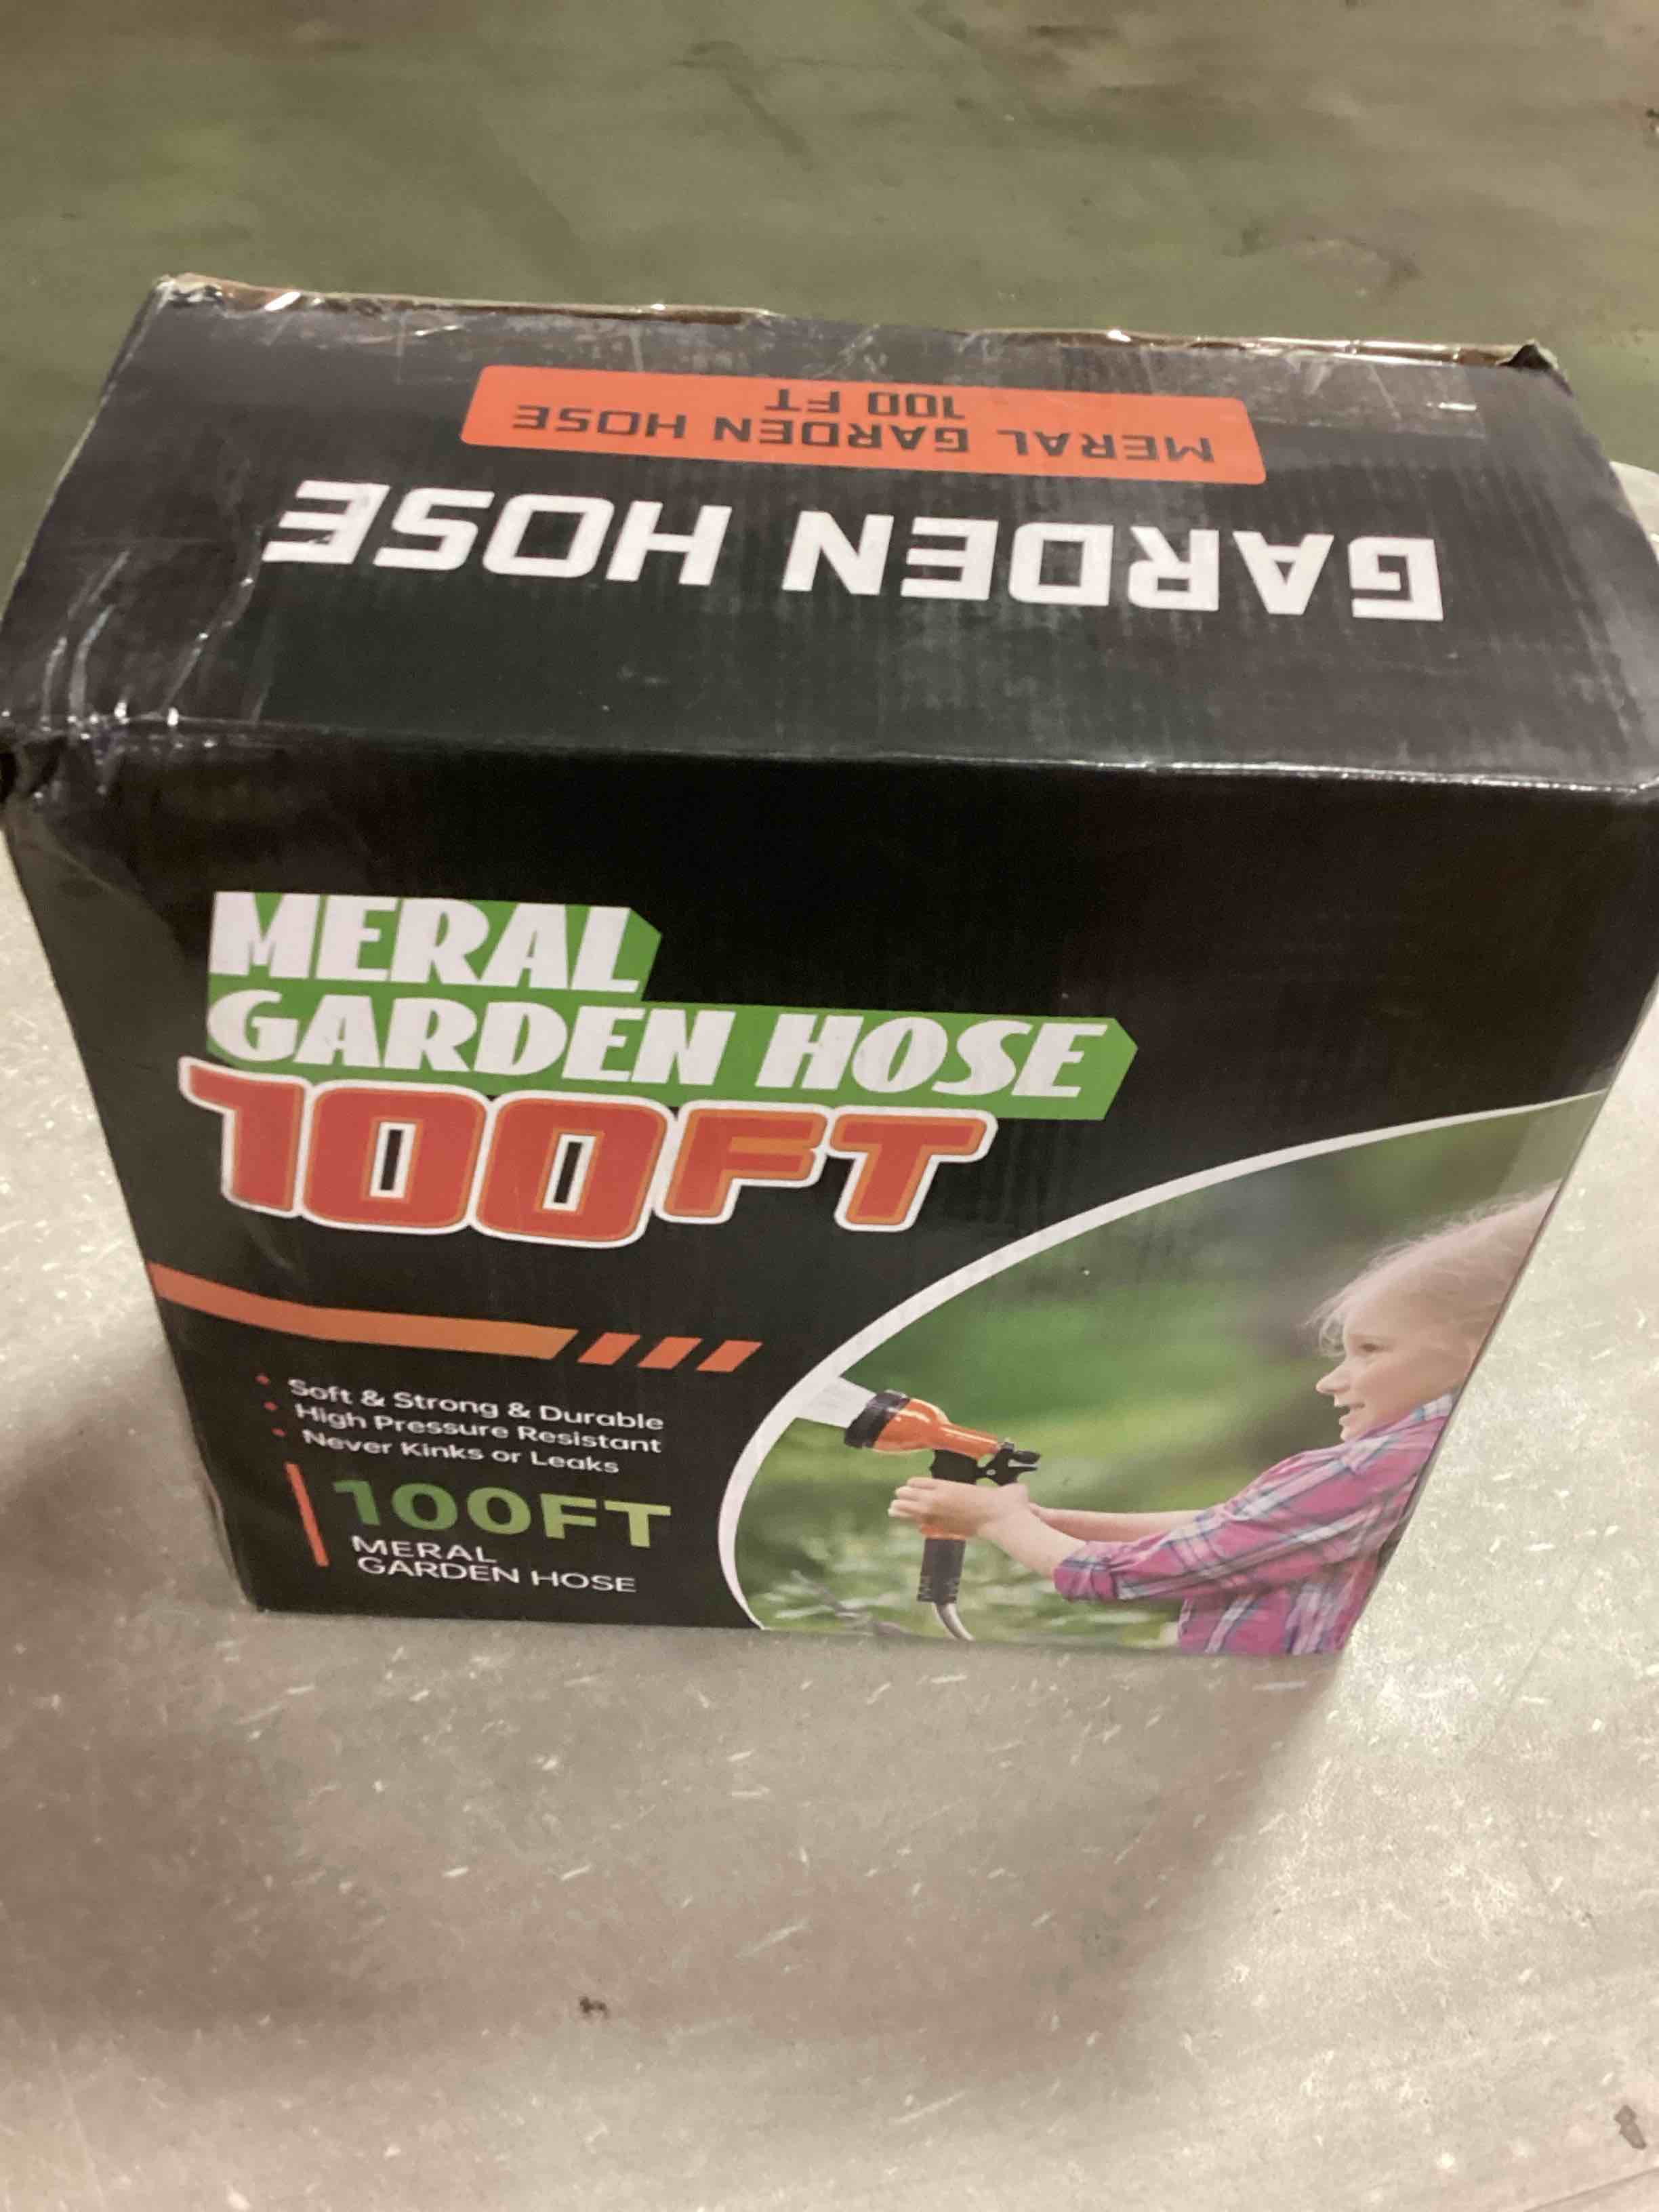 GARDEN HOSE
MERAL GARDEN HOSE
100 FT
MERAL
GARDEN HOSE
100FT
Soft & Strong & Durable
High Pressure Resistant
Never Kinks or Leaks
100FT
MERAL
GARDEN HOSE